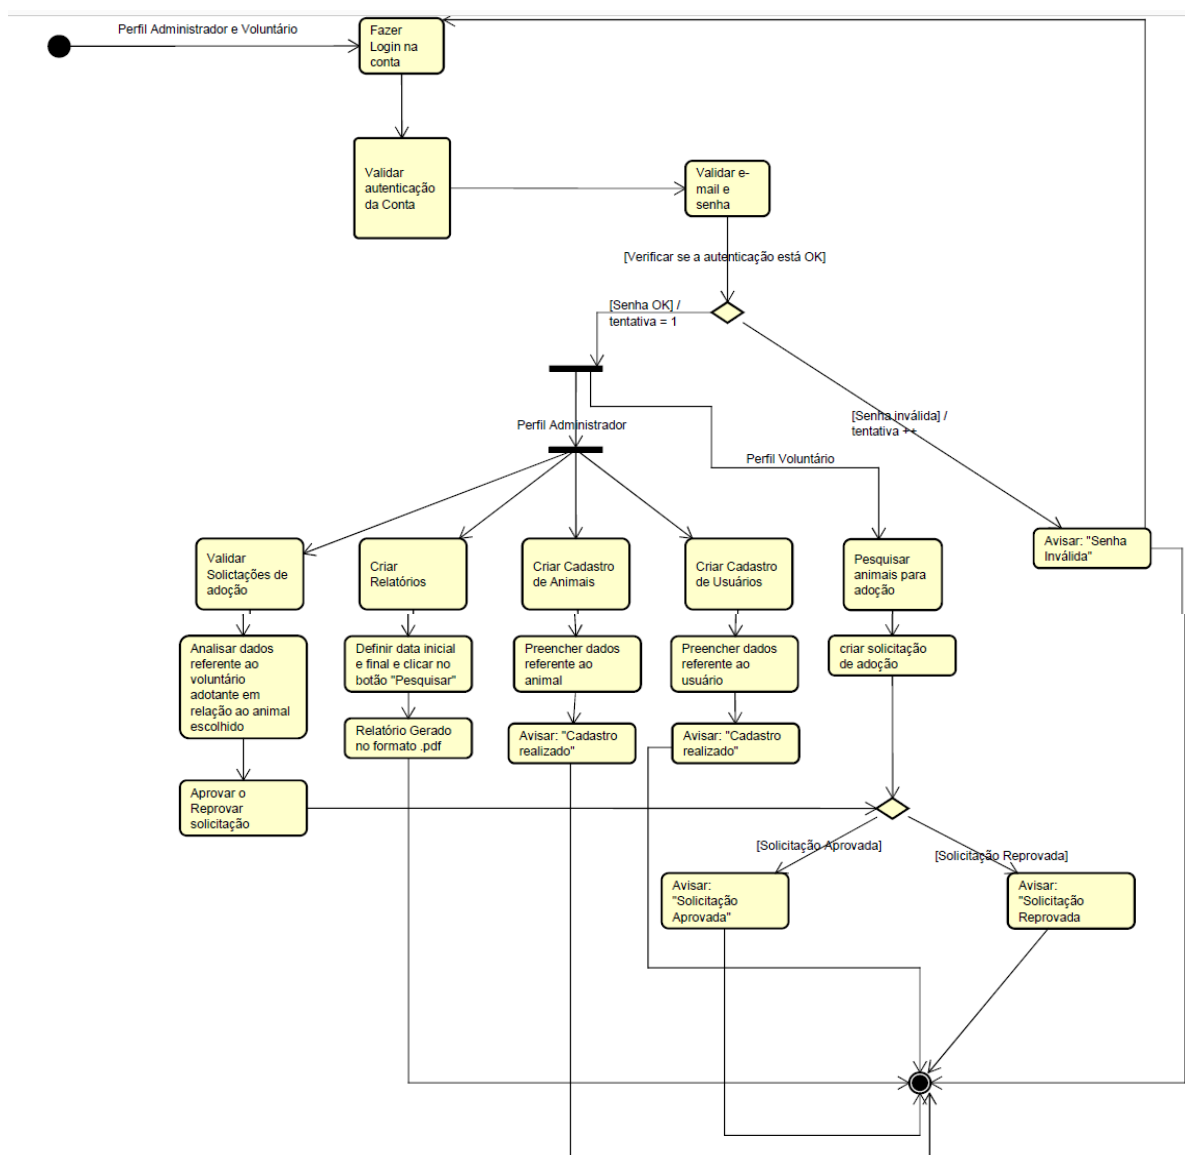 Perfil Administrador e Voluntário
Fazer
Login na
conta
Validar
autenticação
da Conta
Validar e-
mail e
senha
[Verificar se a autenticação está OK]
[Senha OK] /
tentativa = 1
[Senha inválida] /
tentativa ++
Perfil Administrador
Perfil Voluntário
Avisar: "Senha
Inválida"
Validar
Solictações de
adoção
Criar
Relatórios
Criar Cadastro
de Animais
Criar Cadastro
de Usuários
Pesquisar
animais para
adoção
Analisar dados
referente ao
voluntário
adotante em
relação ao animal
escolhido
Definir data inicial
e final e clicar no
botão "Pesquisar"
Preencher dados
referente ao
animal
Preencher dados
referente ao
usuário
criar solicitação
de adoção
Relatório Gerado
no formato .pdf
Avisar: "Cadastro
realizado"
Avisar: "Cadastro
realizado"
Aprovar o
Reprovar
solicitação
[Solicitação Aprovada]
[Solicitação Reprovada]
Avisar:
"Solicitação
Aprovada"
Avisar:
"Solicitação
Reprovada